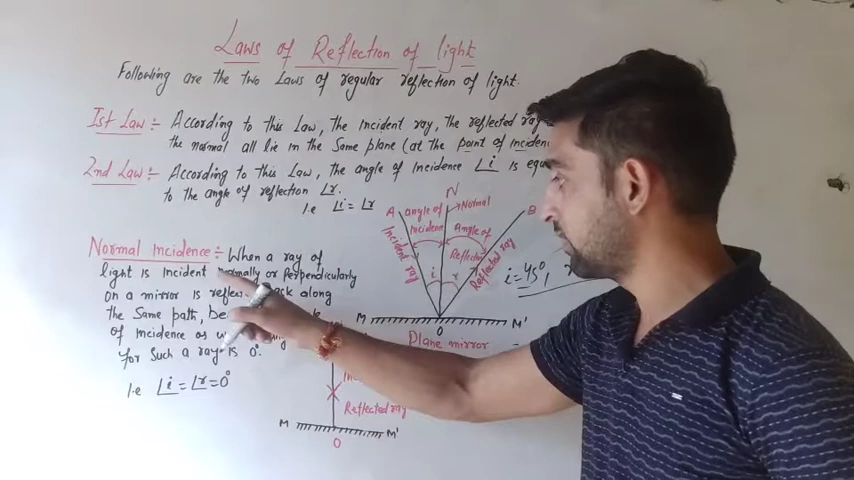 Laws of Reflection of light
Following are the two Laws of regular reflection of light.
Ist Law :- According to this Law, the Incident ray, the reflected ray
the normal all lie in the Same plane (at the point of inciden
2nd Law :- According to this Law, the angle of Incidence ∠i is equ
to the angle of reflection ∠r.
I.e ∠i = ∠r
N
Normal
A
angle of
Incidence
Angle of
Reflection
B
Incident ray
Reflected ray
i
r
i = 45°,
M
M'
O
Plane mirror
Normal Incidence :- When a ray of
light is Incident normally or Perpendicularly
on a mirror is back along
the Same path,
of incidence as
for Such a ray is 0°.
I.e ∠i = ∠r = 0°
Reflected ray
M
M'
O